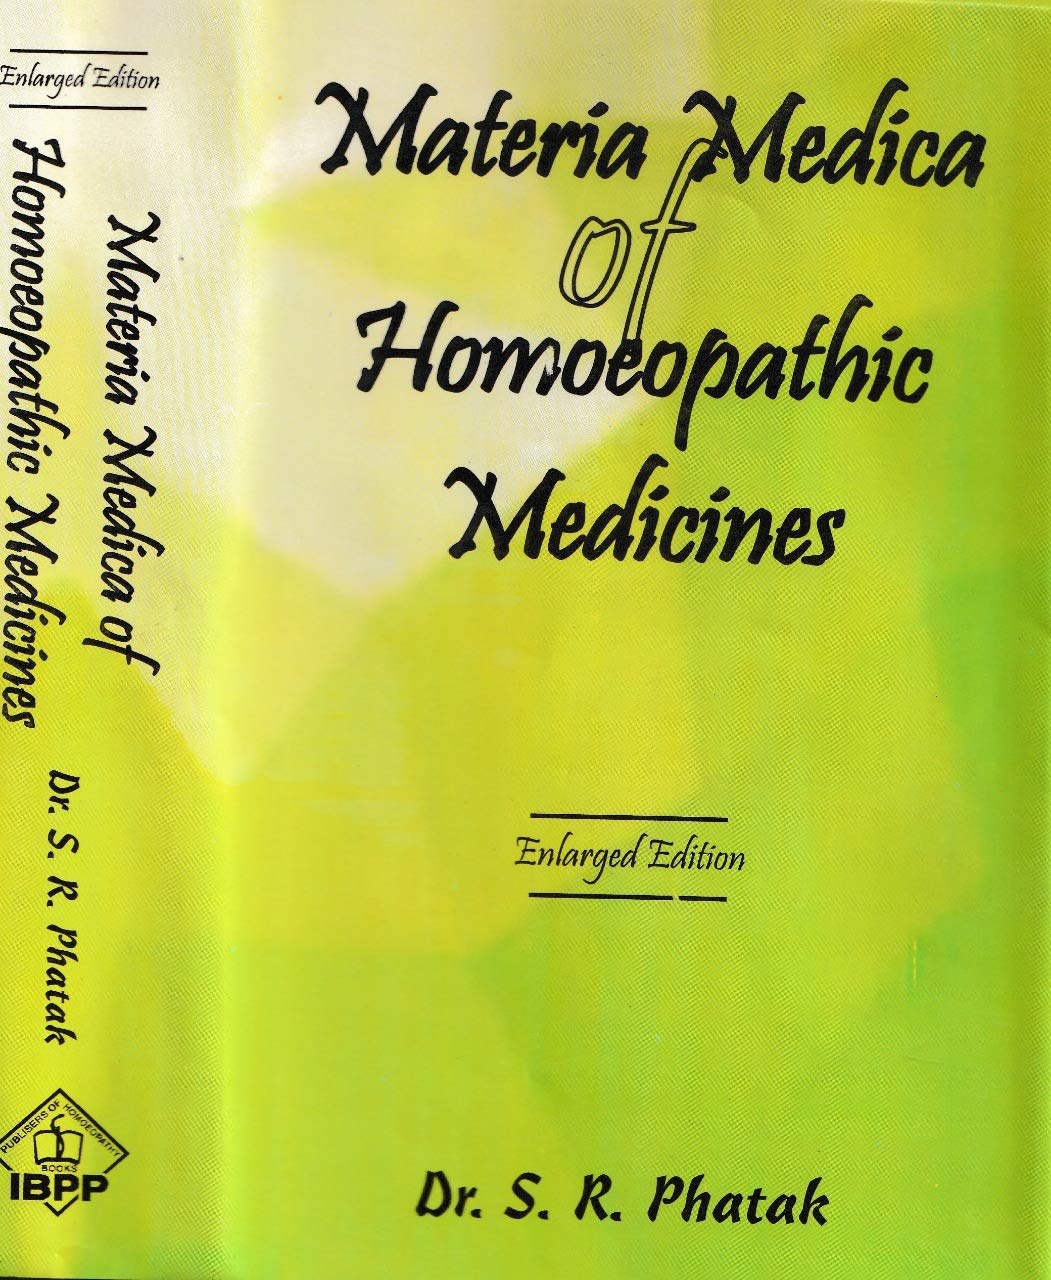 Enlarged Edition
Materia Medica of
Homoeopathic Medicines
Dr. S. R. Phatak
PUBLISERS OF HOMOEOPATHY
BOOKS
IBPP
Materia Medica
of
Homoeopathic
Medicines
Enlarged Edition
Dr. S. R. Phatak